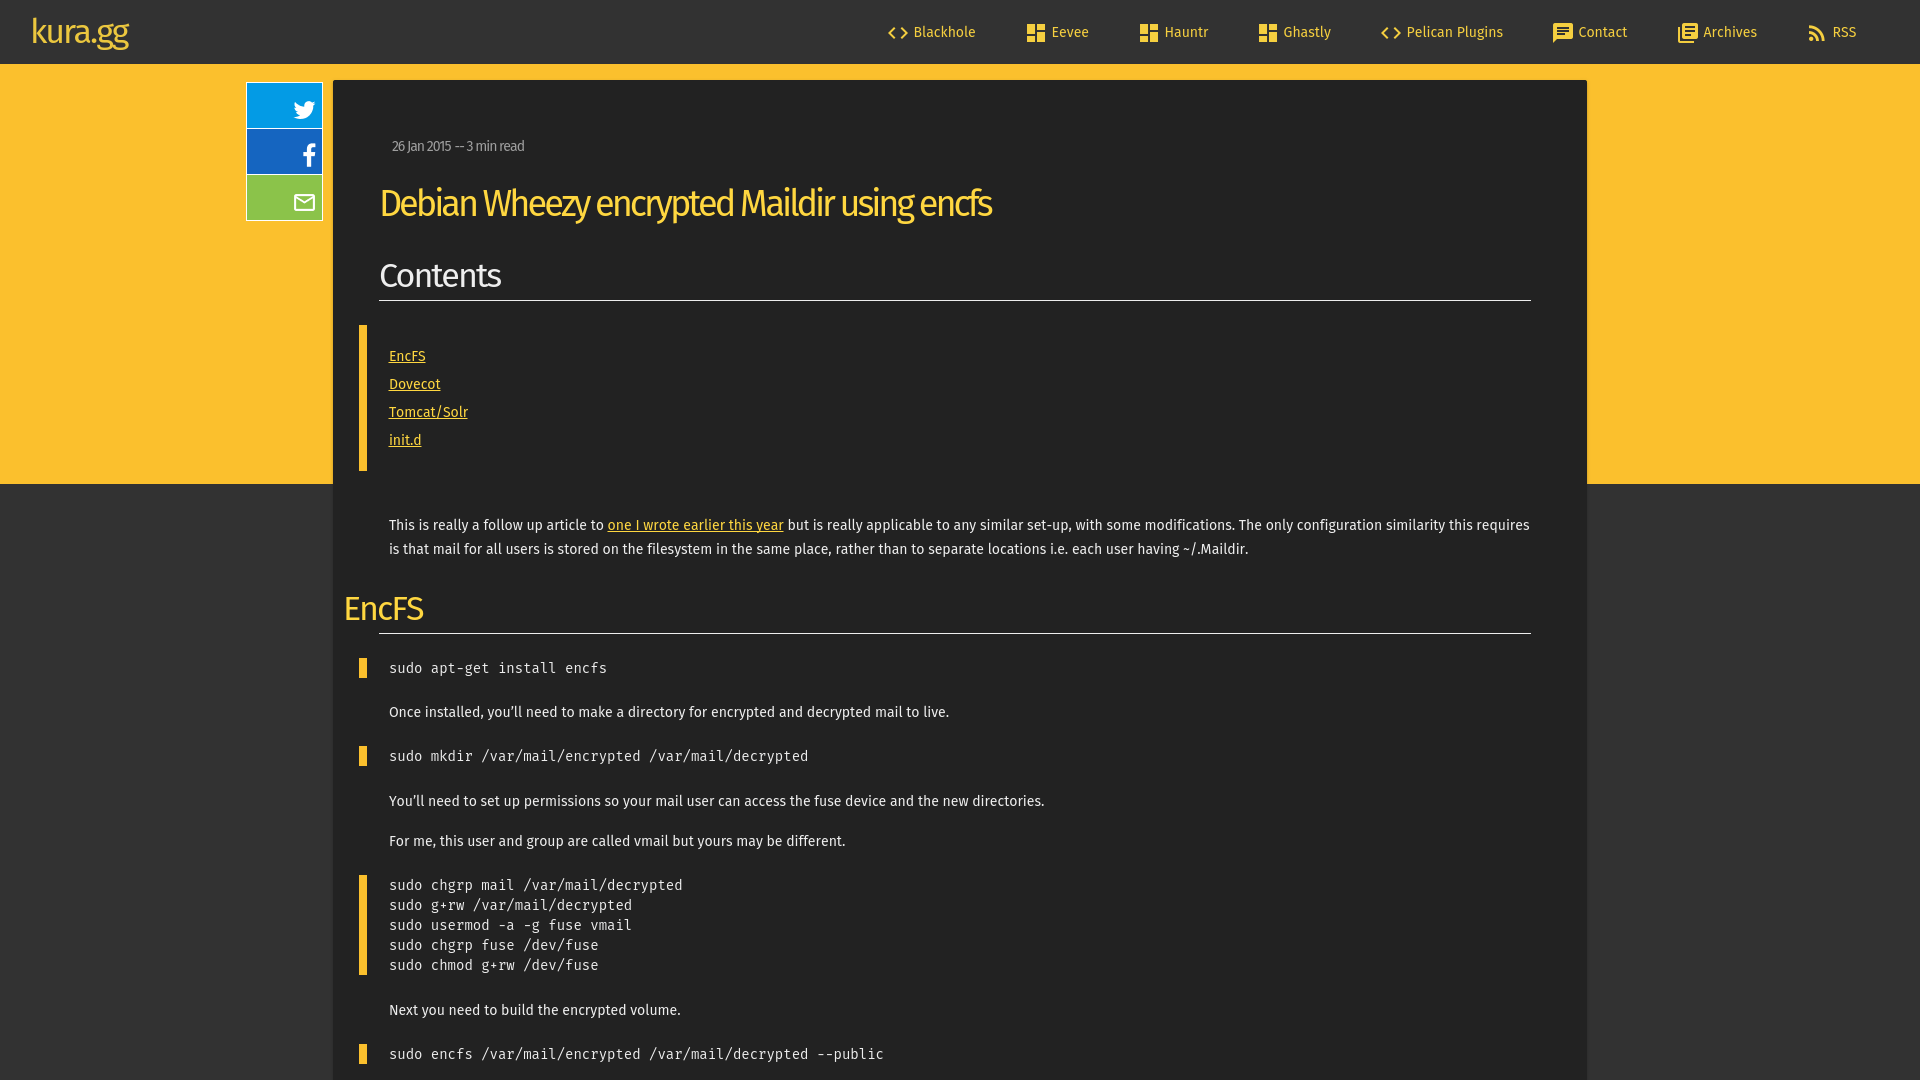 kura.gg
Blackhole
Eevee
Hauntr
Ghastly
Pelican Plugins
Contact
Archives
RSS
26 Jan 2015 -- 3 min read
Debian Wheezy encrypted Maildir using encfs
Contents
EncFS
Dovecot
Tomcat/Solr
init.d
This is really a follow up article to one I wrote earlier this year but is really applicable to any similar set-up, with some modifications. The only configuration similarity this requires
is that mail for all users is stored on the filesystem in the same place, rather than to separate locations i.e. each user having ~/.Maildir.
EncFS
sudo apt-get install encfs
Once installed, you’ll need to make a directory for encrypted and decrypted mail to live.
sudo mkdir /var/mail/encrypted /var/mail/decrypted
You’ll need to set up permissions so your mail user can access the fuse device and the new directories.
For me, this user and group are called vmail but yours may be different.
sudo chgrp mail /var/mail/decrypted
sudo g+rw /var/mail/decrypted
sudo usermod -a -g fuse vmail
sudo chgrp fuse /dev/fuse
sudo chmod g+rw /dev/fuse
Next you need to build the encrypted volume.
sudo encfs /var/mail/encrypted /var/mail/decrypted --public